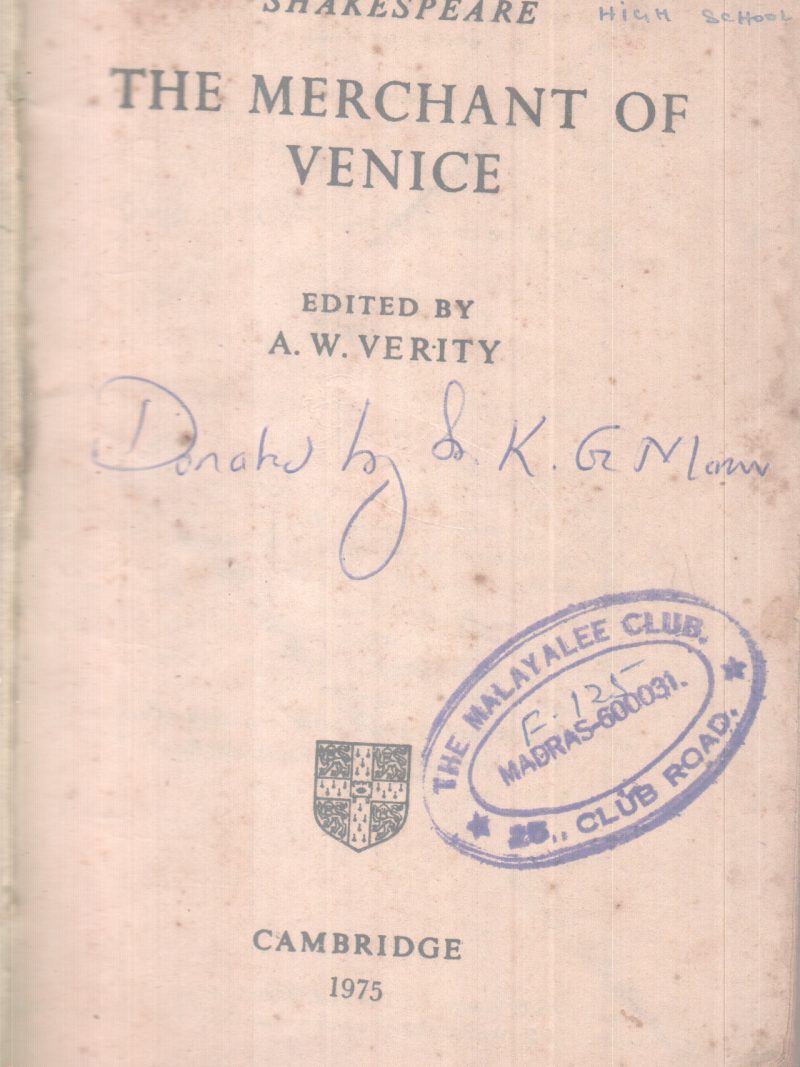 SHAKESPEARE
HIGH SCHOOL
THE MERCHANT OF
VENICE
EDITED BY
A. W. VERITY
Donated by K. G
THE MALAYALEE CLUB.
F. 125
MADRAS-600031.
25,, CLUB ROAD.
CAMBRIDGE
1975